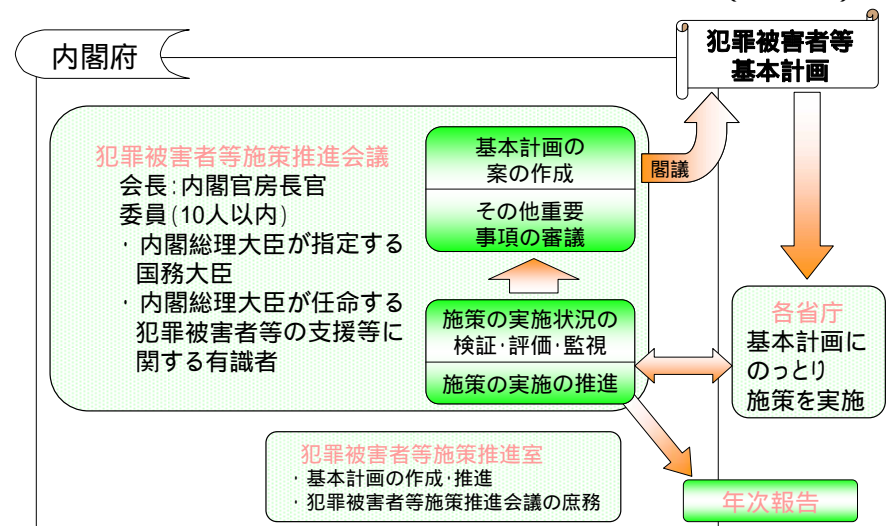 内閣府
犯罪被害者等
基本計画
犯罪被害者等施策推進会議
会長:内閣官房長官
委員(10人以内)
・内閣総理大臣が指定する
国務大臣
・内閣総理大臣が任命する
犯罪被害者等の支援等に
関する有識者
基本計画の
案の作成
その他重要
事項の審議
閣議
施策の実施状況の
検証・評価・監視
施策の実施の推進
各省庁
基本計画に
のっとり
施策を実施
犯罪被害者等施策推進室
・基本計画の作成・推進
・犯罪被害者等施策推進会議の庶務
年次報告